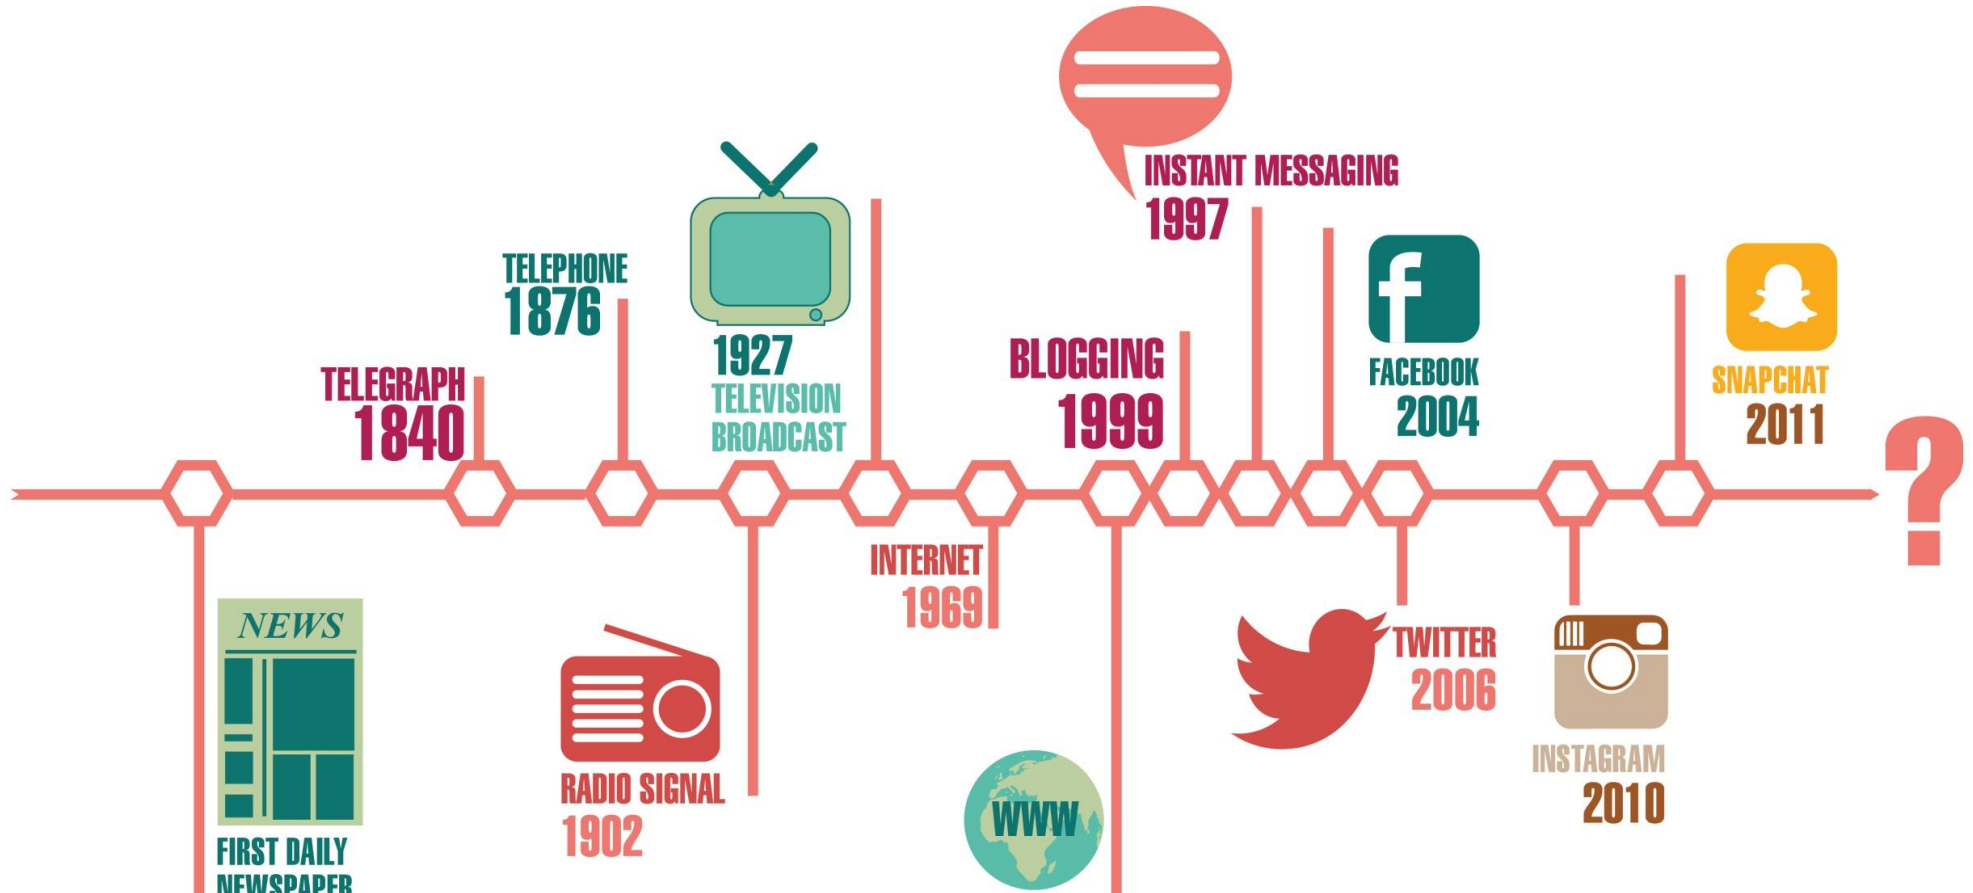 NEWS
FIRST DAILY
NEWSPAPER
TELEGRAPH
1840
TELEPHONE
1876
RADIO SIGNAL
1902
1927
TELEVISION
BROADCAST
INTERNET
1969
WWW
BLOGGING
1999
INSTANT MESSAGING
1997
f
FACEBOOK
2004
TWITTER
2006
INSTAGRAM
2010
SNAPCHAT
2011
?